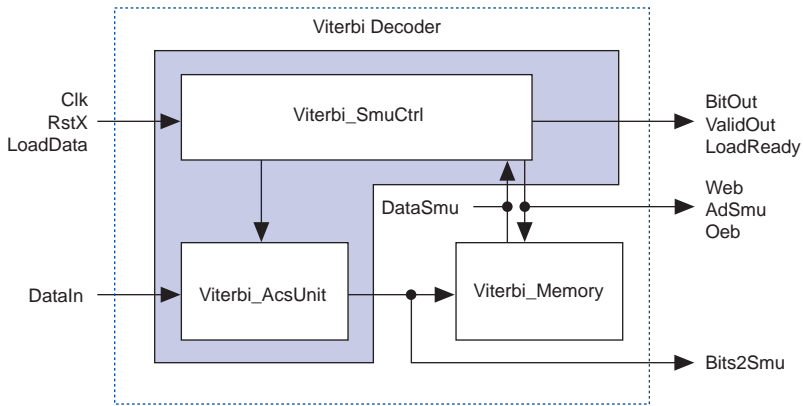 Viterbi Decoder
Clk
RstX
LoadData
Viterbi_SmuCtrl
BitOut
ValidOut
LoadReady
DataSmu
Web
AdSmu
Oeb
DataIn
Viterbi_AcsUnit
Viterbi_Memory
Bits2Smu